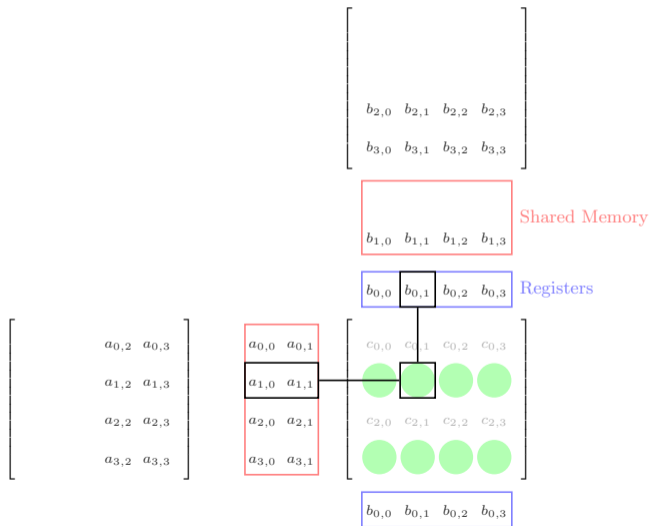 b2,0 b2,1 b2,2 b2,3
b3,0 b3,1 b3,2 b3,3
Shared Memory
b1,0 b1,1 b1,2 b1,3
b0,0 b0,1 b0,2 b0,3
Registers
a0,2 a0,3
a0,0 a0,1
c0,0 c0,1 c0,2 c0,3
a1,2 a1,3
a1,0 a1,1
a2,2 a2,3
a2,0 a2,1
c2,0 c2,1 c2,2 c2,3
a3,2 a3,3
a3,0 a3,1
b0,0 b0,1 b0,2 b0,3